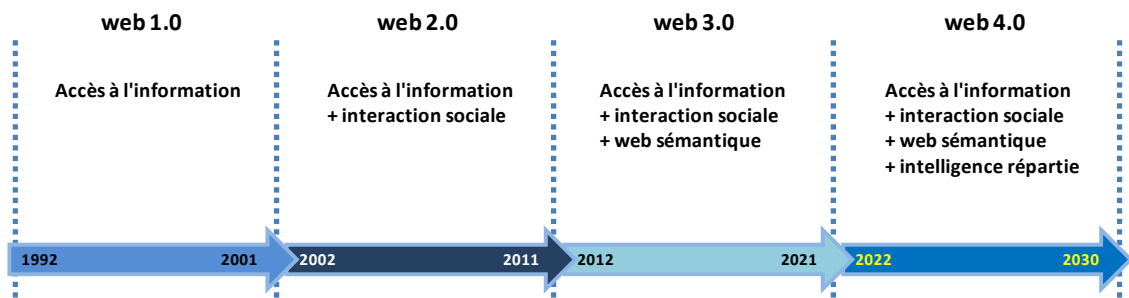 web 1.0
web 2.0
web 3.0
web 4.0
Accès à l'information
Accès à l'information
+ interaction sociale
Accès à l'information
+ interaction sociale
+ web sémantique
Accès à l'information
+ interaction sociale
+ web sémantique
+ intelligence répartie
1992 2001 2002 2011 2012 2021 2022 2030